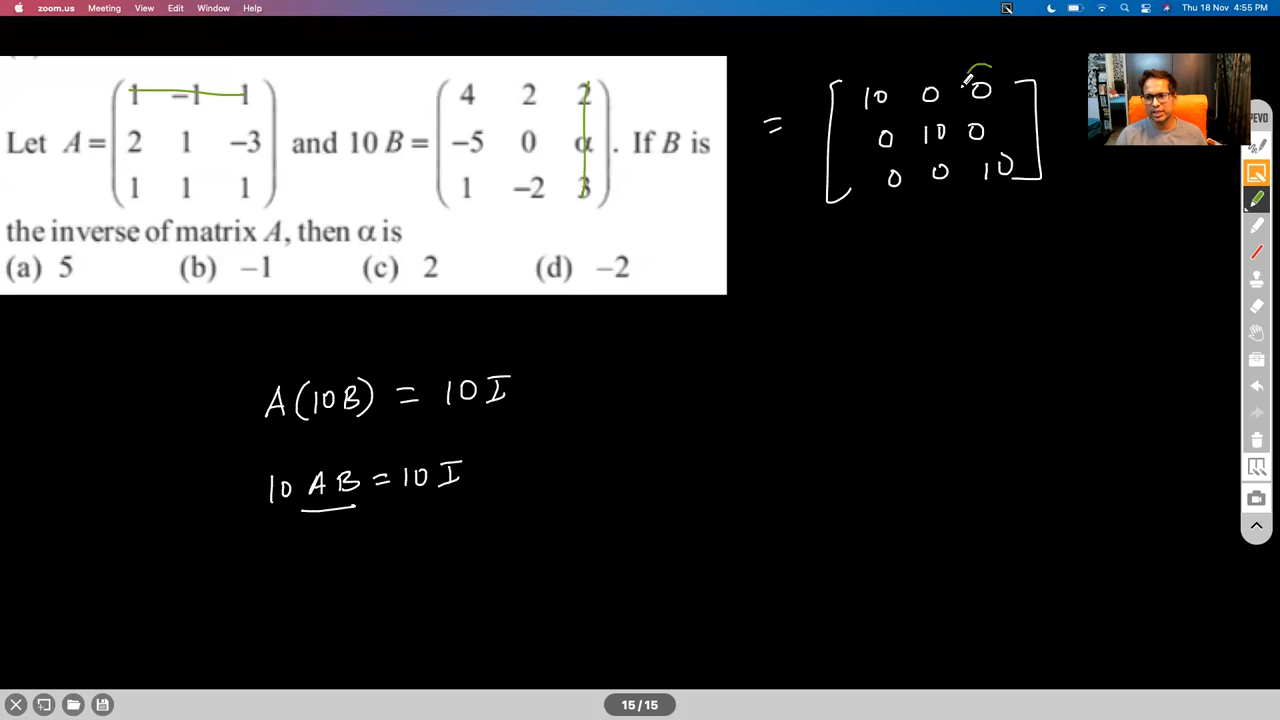 zoom.us Meeting View Edit Window Help Thu 18 Nov 4:55 PM
Let A = ( 1 −1 1 ; 2 1 −3 ; 1 1 1 ) and 10 B = ( 4 2 2 ; −5 0 α ; 1 −2 3 ). If B is
the inverse of matrix A, then α is
(a) 5 (b) −1 (c) 2 (d) −2
= [ 10 0 0
0 10 0
0 0 10 ]
A(10B) = 10 I
10 AB = 10 I
15/15